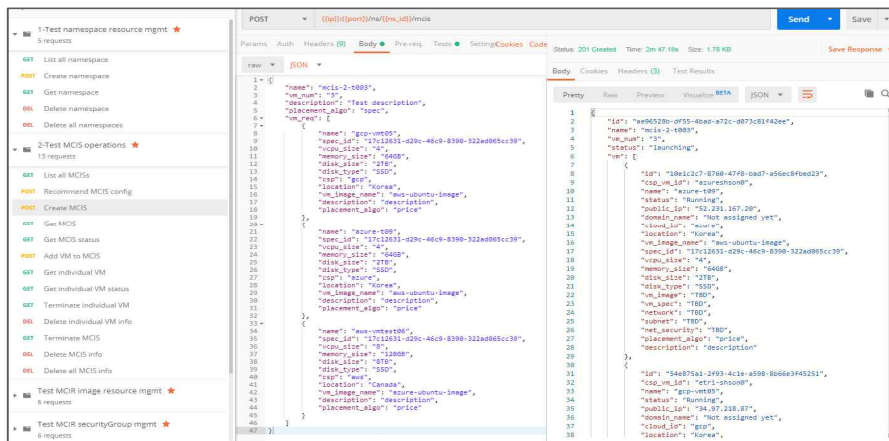 1-Test namespace resource mgmt
5 requests
GET List all namespace
POST Create namespace
GET Get namespace
DEL Delete namespace
DEL Delete all namespaces
2-Test MCIS operations
13 requests
GET List all MCISs
POST Recommend MCIS config
POST Create MCIS
GET Get MCIS
GET Get MCIS status
POST Add VM to MCIS
GET Get individual VM
GET Get individual VM status
GET Terminate individual VM
DEL Delete individual VM info
GET Terminate MCIS
DEL Delete MCIS info
DEL Delete all MCIS info
Test MCIR image resource mgmt
6 requests
Test MCIR securityGroup mgmt
6 requests
POST {{ip}}:{{port}}/ns/{{ns_id}}/mcis Send Save
Params Auth Headers (9) Body Pre-req. Tests Settings Cookies Code
raw JSON
1 {
2 "name": "mcis-2-t003",
3 "vm_num": "3",
4 "description": "Test description",
5 "placement_algo": "spec",
6 "vm_req": [
7 {
8 "name": "gcp-vmt05",
9 "spec_id": "17c12631-d29c-46c9-8390-322ad065cc39",
10 "vcpu_size": "4",
11 "memory_size": "64GB",
12 "disk_size": "2TB",
13 "disk_type": "SSD",
14 "csp": "gcp",
15 "location": "Korea",
16 "vm_image_name": "aws-ubuntu-image",
17 "description": "description",
18 "placement_algo": "price"
19 },
20 {
21 "name": "azure-t09",
22 "spec_id": "17c12631-d29c-46c9-8390-322ad065cc39",
23 "vcpu_size": "4",
24 "memory_size": "64GB",
25 "disk_size": "2TB",
26 "disk_type": "SSD",
27 "csp": "azure",
28 "location": "Korea",
29 "vm_image_name": "aws-ubuntu-image",
30 "description": "description",
31 "placement_algo": "price"
32 },
33 {
34 "name": "aws-vmtest06",
35 "spec_id": "17c12631-d29c-46c9-8390-322ad065cc39",
36 "vcpu_size": "8",
37 "memory_size": "128GB",
38 "disk_size": "8TB",
39 "disk_type": "SSD",
40 "csp": "aws",
41 "location": "Canada",
42 "vm_image_name": "azure-ubuntu-image",
43 "description": "description",
44 "placement_algo": "price"
45 }
46 ]
47 }
Status: 201 Created Time: 2m 47.18s Size: 1.78 KB Save Response
Body Cookies Headers (3) Test Results
Pretty Raw Preview Visualize BETA JSON
1 {
2 "id": "ae96528b-df55-4bad-a72c-d073c81f42ee",
3 "name": "mcis-2-t003",
4 "vm_num": "3",
5 "status": "launching",
6 "vm": [
7 {
8 "id": "10e1c2c7-8760-47f8-bad7-a56ec8fbed23",
9 "csp_vm_id": "azureshson0",
10 "name": "azure-t09",
11 "status": "Running",
12 "public_ip": "52.231.167.20",
13 "domain_name": "Not assigned yet",
14 "cloud_id": "azure",
15 "location": "Korea",
16 "vm_image_name": "aws-ubuntu-image",
17 "spec_id": "17c12631-d29c-46c9-8390-322ad065cc39",
18 "vcpu_size": "4",
19 "memory_size": "64GB",
20 "disk_size": "2TB",
21 "disk_type": "SSD",
22 "vm_image": "TBD",
23 "vm_spec": "TBD",
24 "network": "TBD",
25 "subnet": "TBD",
26 "net_security": "TBD",
27 "placement_algo": "price",
28 "description": "description"
29 },
30 {
31 "id": "54e875a1-2f93-4c1e-a598-8b66e3f45251",
32 "csp_vm_id": "etri-shson0",
33 "name": "gcp-vmt05",
34 "status": "Running",
35 "public_ip": "34.97.218.87",
36 "domain_name": "Not assigned yet",
37 "cloud_id": "gcp",
38 "location": "Korea",